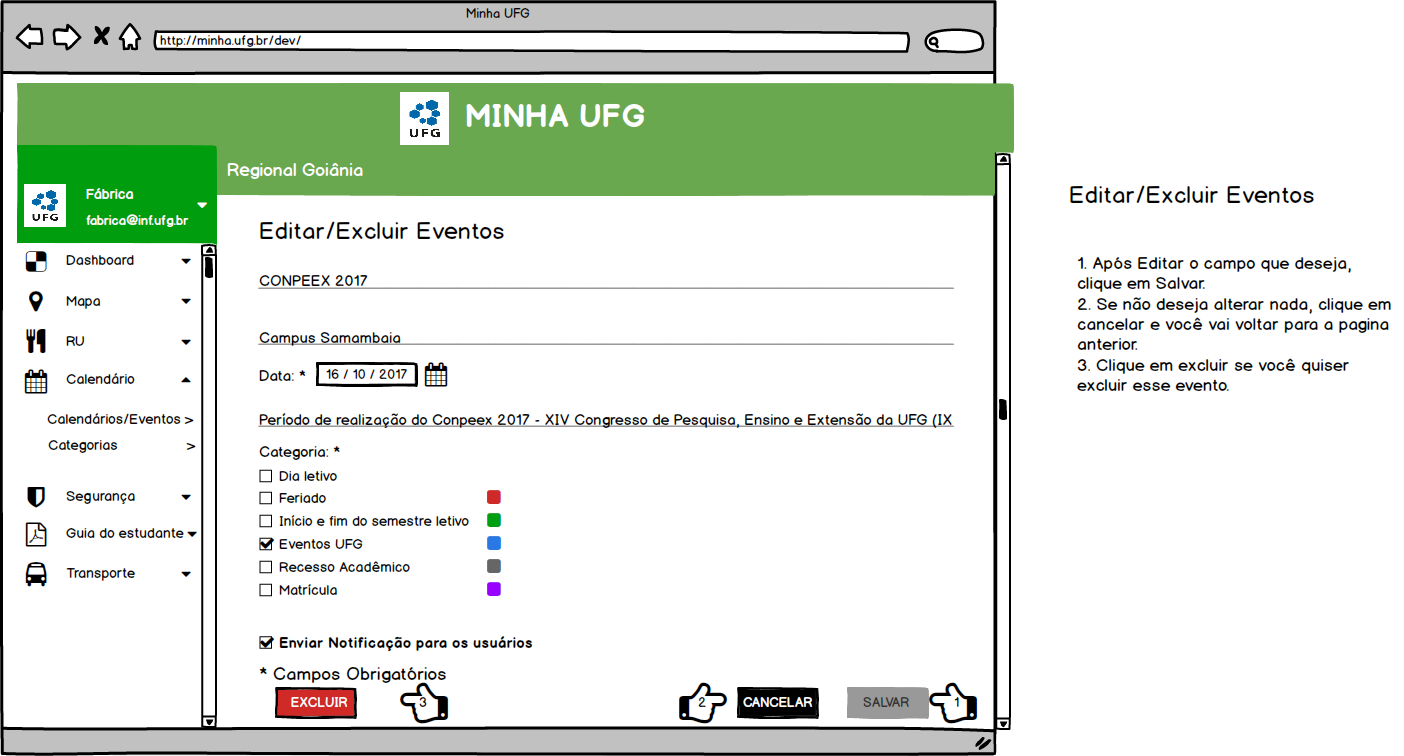 Minha UFG
http://minha.ufg.br/dev/
UFG
MINHA UFG
Regional Goiânia
UFG
Fábrica
fabrica@inf.ufg.br
Dashboard
Mapa
RU
Calendário
Calendários/Eventos >
Categorias >
Segurança
Guia do estudante
Transporte
Editar/Excluir Eventos
CONPEEX 2017
Campus Samambaia
Data: * 16 / 10 / 2017
Período de realização do Conpeex 2017 - XIV Congresso de Pesquisa, Ensino e Extensão da UFG (IX
Categoria: *
Dia letivo
Feriado
Início e fim do semestre letivo
Eventos UFG
Recesso Acadêmico
Matrícula
Enviar Notificação para os usuários
* Campos Obrigatórios
EXCLUIR 3 2 CANCELAR SALVAR 1
Editar/Excluir Eventos
1. Após Editar o campo que deseja,
clique em Salvar.
2. Se não deseja alterar nada, clique em
cancelar e você vai voltar para a pagina
anterior.
3. Clique em excluir se você quiser
excluir esse evento.